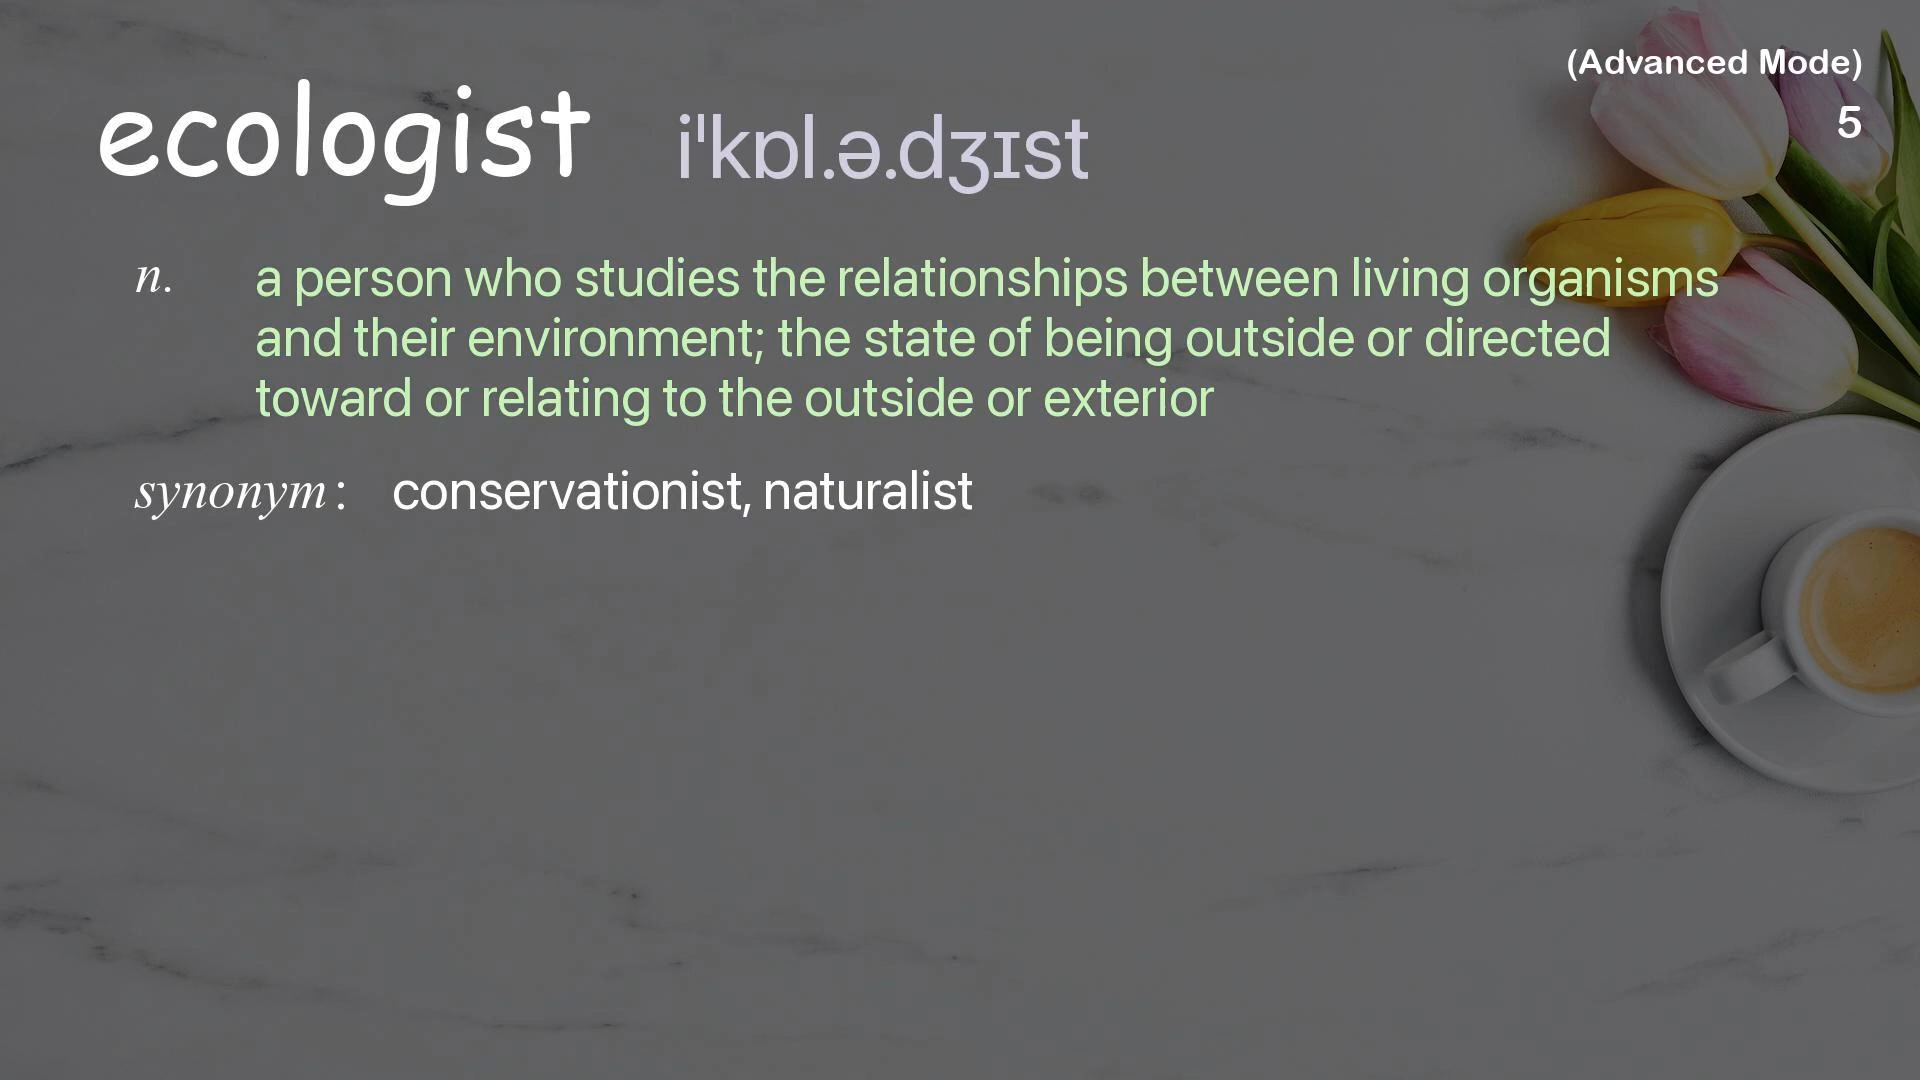 (Advanced Mode)
5
ecologist iˈkɒl.ə.dʒɪst
n. a person who studies the relationships between living organisms
and their environment; the state of being outside or directed
toward or relating to the outside or exterior
synonym: conservationist, naturalist